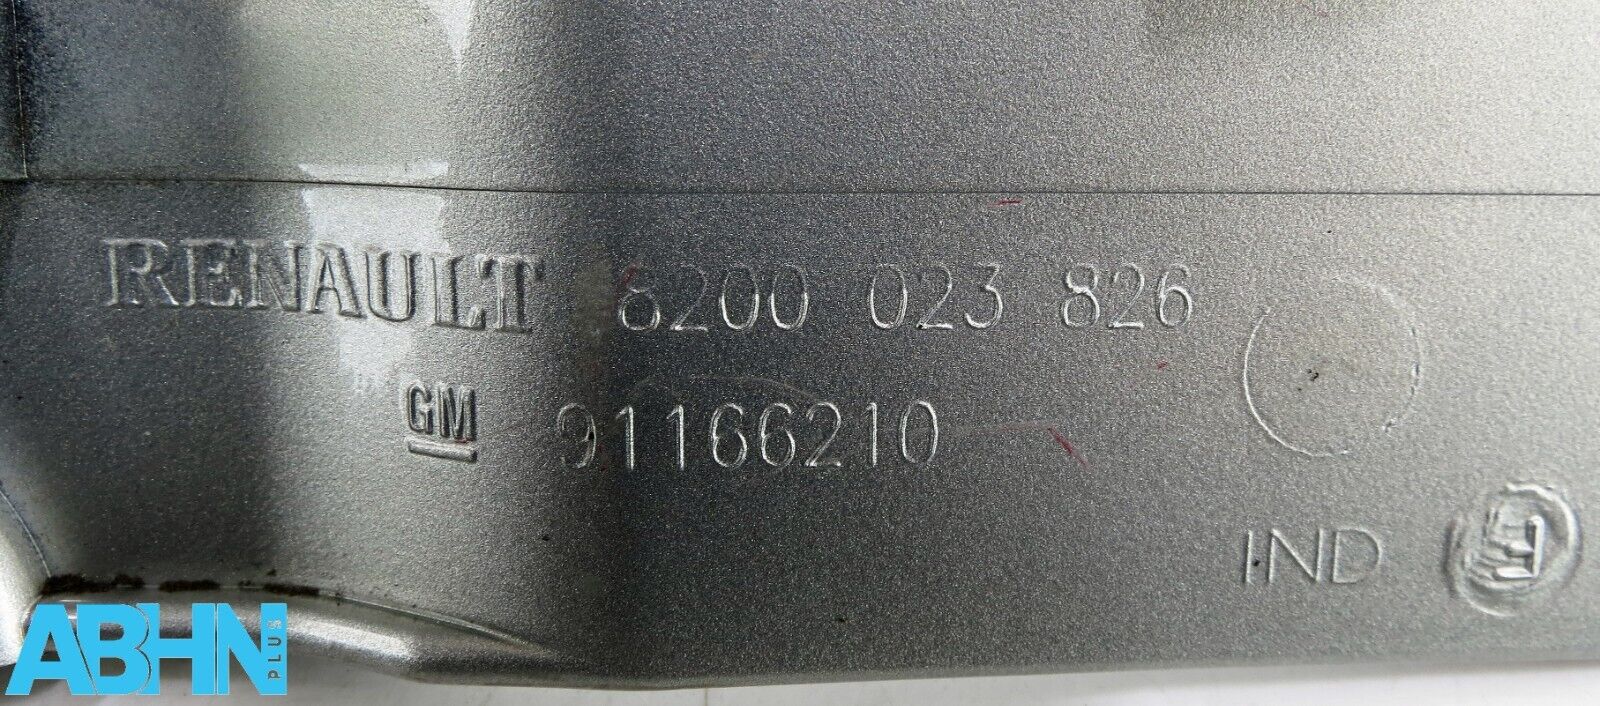 RENAULT 8200 023 826
GM 91166210
IND
ABHN PLUS